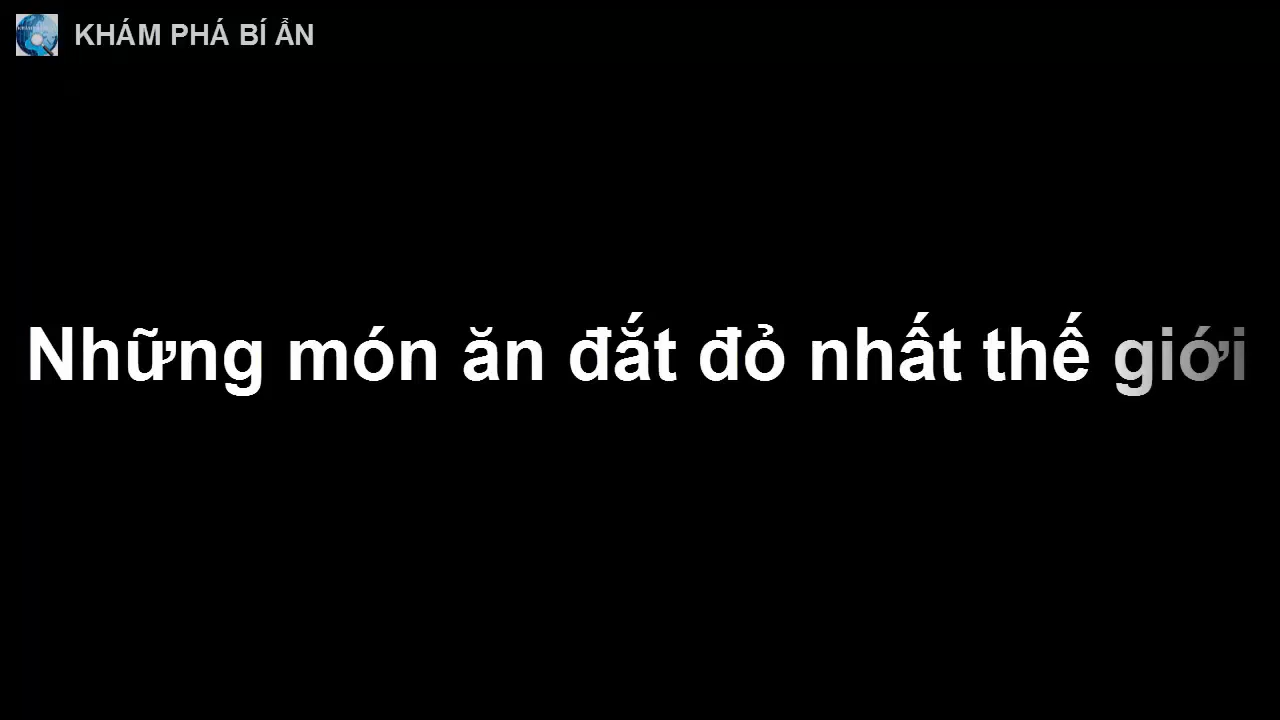 KHÁM PHÁ BÍ ẨN
Những món ăn đắt đỏ nhất thế giới